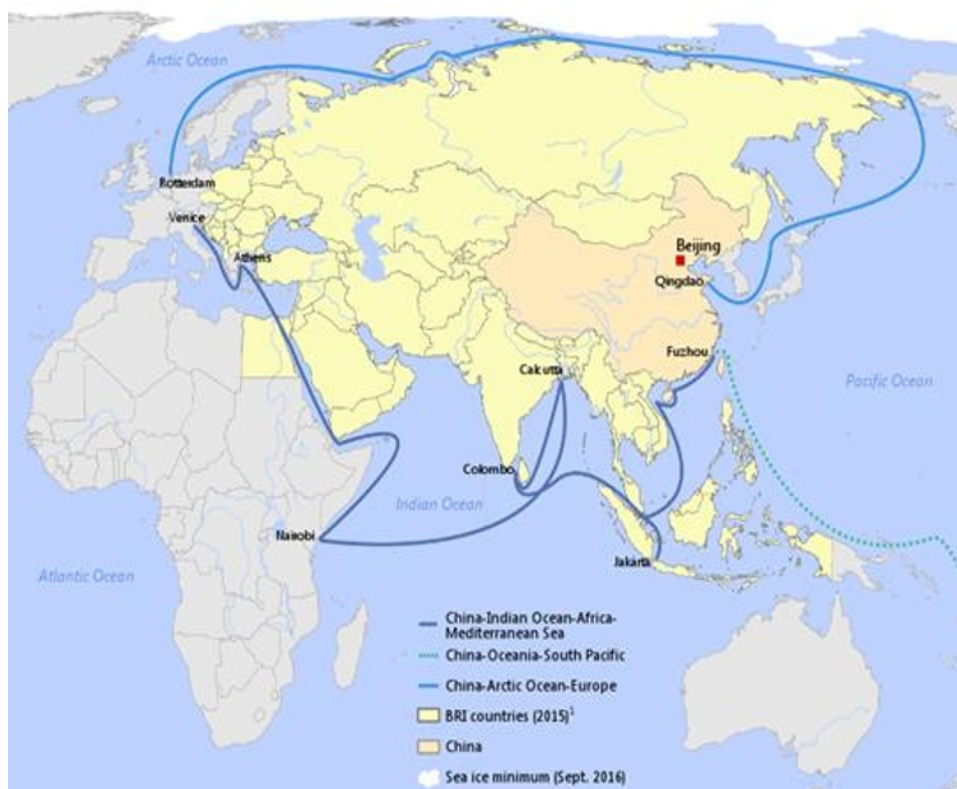 Arctic Ocean
Rotterdam
Venice
Athens
Beijing
Qingdao
Fuzhou
Calcutta
Pacific Ocean
Colombo
Indian Ocean
Nairobi
Jakarta
Atlantic Ocean
China-Indian Ocean-Africa-
Mediterranean Sea
China-Oceania-South Pacific
China-Arctic Ocean-Europe
BRI countries (2015)¹
China
Sea ice minimum (Sept. 2016)